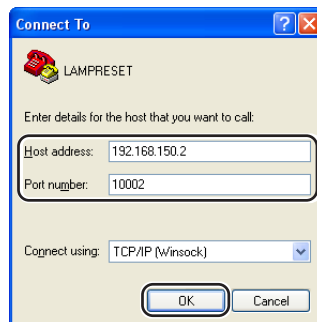 Connect To
LAMPRESET
Enter details for the host that you want to call:
Host address: 192.168.150.2
Port number: 10002
Connect using: TCP/IP (Winsock)
OK Cancel